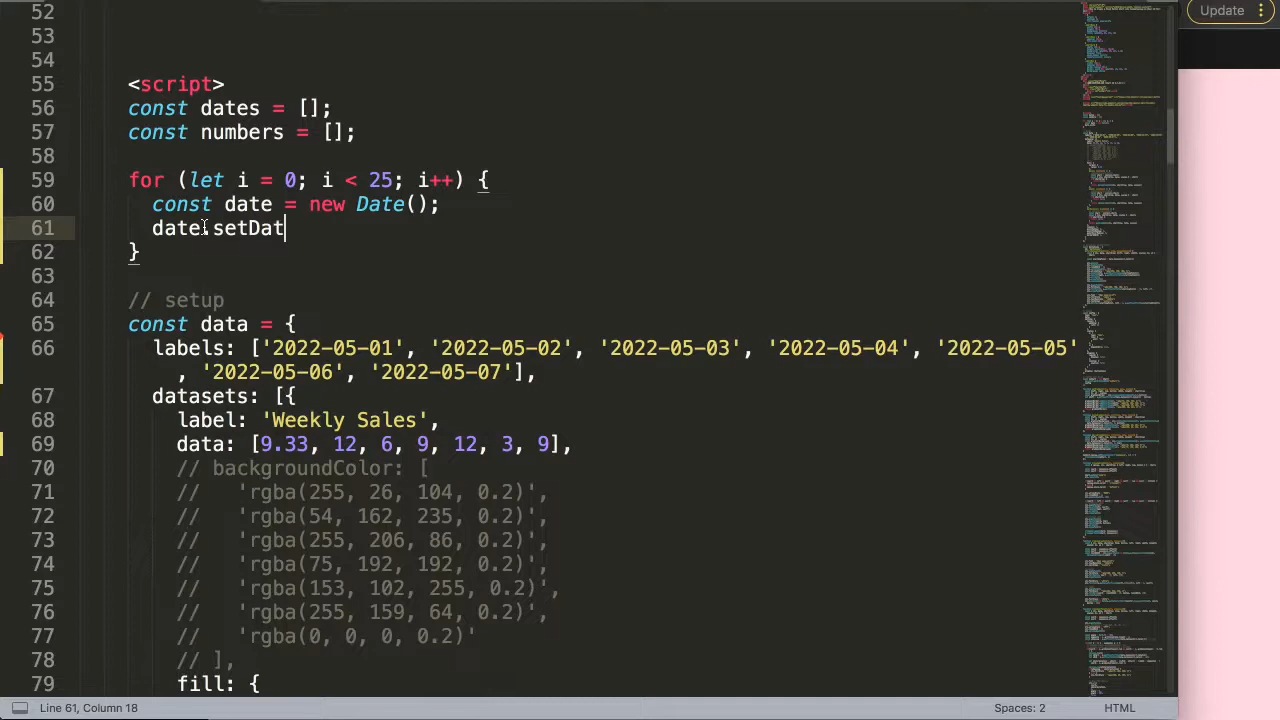 Update
52
53
54
55 <script>
56 const dates = [];
57 const numbers = [];
58
59 for (let i = 0; i < 25; i++) {
60 const date = new Date();
61 date.setDat
62 }
63
64 // setup
65 const data = {
66 labels: ['2022-05-01', '2022-05-02', '2022-05-03', '2022-05-04', '2022-05-05'
, '2022-05-06', '2022-05-07'],
67 datasets: [{
68 label: 'Weekly Sales',
69 data: [9.33, 12, 6, 9, 12, 3, 9],
70 // backgroundColor: [
71 // 'rgba(255, 26, 104, 0.2)',
72 // 'rgba(54, 162, 235, 0.2)',
73 // 'rgba(255, 206, 86, 0.2)',
74 // 'rgba(75, 192, 192, 0.2)',
75 // 'rgba(153, 102, 255, 0.2)',
76 // 'rgba(255, 159, 64, 0.2)',
77 // 'rgba(0, 0, 0, 0.2)'
78 // ],
79 fill: {
Line 61, Column 18
Spaces: 2
HTML